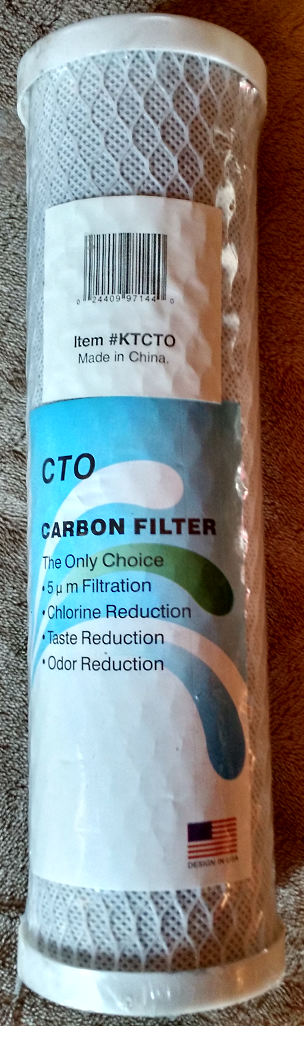 0 24409 97144 0
Item #KTCTO
Made in China.
CTO
CARBON FILTER
The Only Choice
• 5 μ m Filtration
• Chlorine Reduction
• Taste Reduction
• Odor Reduction
DESIGN IN USA